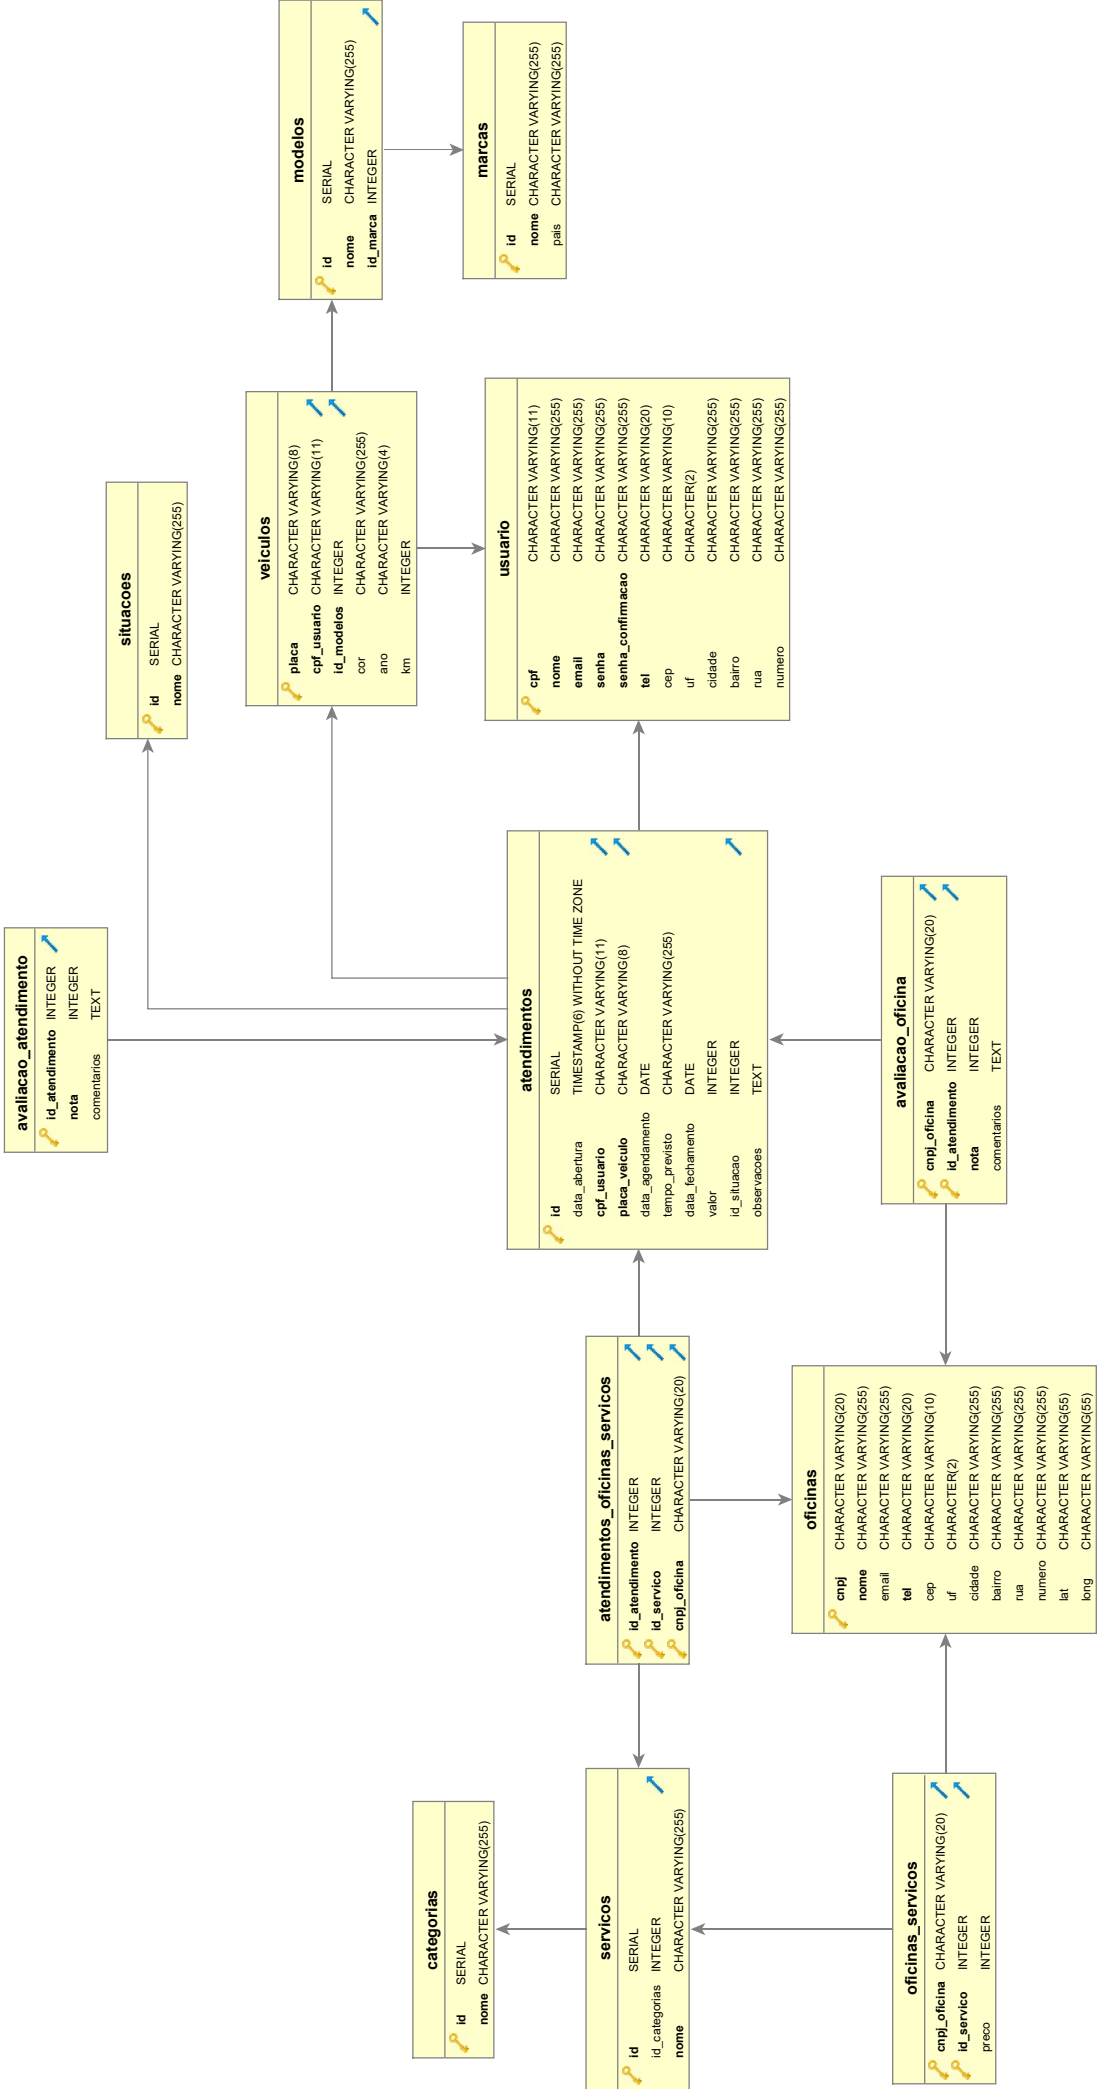 avaliacao_atendimento
id_atendimento INTEGER
nota INTEGER
comentarios TEXT
situacoes
id SERIAL
nome CHARACTER VARYING(255)
modelos
id SERIAL
nome CHARACTER VARYING(255)
id_marca INTEGER
marcas
id SERIAL
nome CHARACTER VARYING(255)
pais CHARACTER VARYING(255)
veiculos
placa CHARACTER VARYING(8)
cpf_usuario CHARACTER VARYING(11)
id_modelos INTEGER
cor CHARACTER VARYING(255)
ano CHARACTER VARYING(4)
km INTEGER
usuario
cpf CHARACTER VARYING(11)
nome CHARACTER VARYING(255)
email CHARACTER VARYING(255)
senha CHARACTER VARYING(255)
senha_confirmacao CHARACTER VARYING(255)
tel CHARACTER VARYING(20)
cep CHARACTER VARYING(10)
uf CHARACTER(2)
cidade CHARACTER VARYING(255)
bairro CHARACTER VARYING(255)
rua CHARACTER VARYING(255)
numero CHARACTER VARYING(255)
atendimentos
id SERIAL
data_abertura TIMESTAMP(6) WITHOUT TIME ZONE
cpf_usuario CHARACTER VARYING(11)
placa_veiculo CHARACTER VARYING(8)
data_agendamento DATE
tempo_previsto CHARACTER VARYING(255)
data_fechamento DATE
valor INTEGER
id_situacao INTEGER
observacoes TEXT
avaliacao_oficina
cnpj_oficina CHARACTER VARYING(20)
id_atendimento INTEGER
nota INTEGER
comentarios TEXT
atendimentos_oficinas_servicos
id_atendimento INTEGER
id_servico INTEGER
cnpj_oficina CHARACTER VARYING(20)
oficinas
cnpj CHARACTER VARYING(20)
nome CHARACTER VARYING(255)
email CHARACTER VARYING(255)
tel CHARACTER VARYING(20)
cep CHARACTER VARYING(10)
uf CHARACTER(2)
cidade CHARACTER VARYING(255)
bairro CHARACTER VARYING(255)
rua CHARACTER VARYING(255)
numero CHARACTER VARYING(255)
lat CHARACTER VARYING(55)
long CHARACTER VARYING(55)
categorias
id SERIAL
nome CHARACTER VARYING(255)
servicos
id SERIAL
id_categorias INTEGER
nome CHARACTER VARYING(255)
oficinas_servicos
cnpj_oficina CHARACTER VARYING(20)
id_servico INTEGER
preco INTEGER